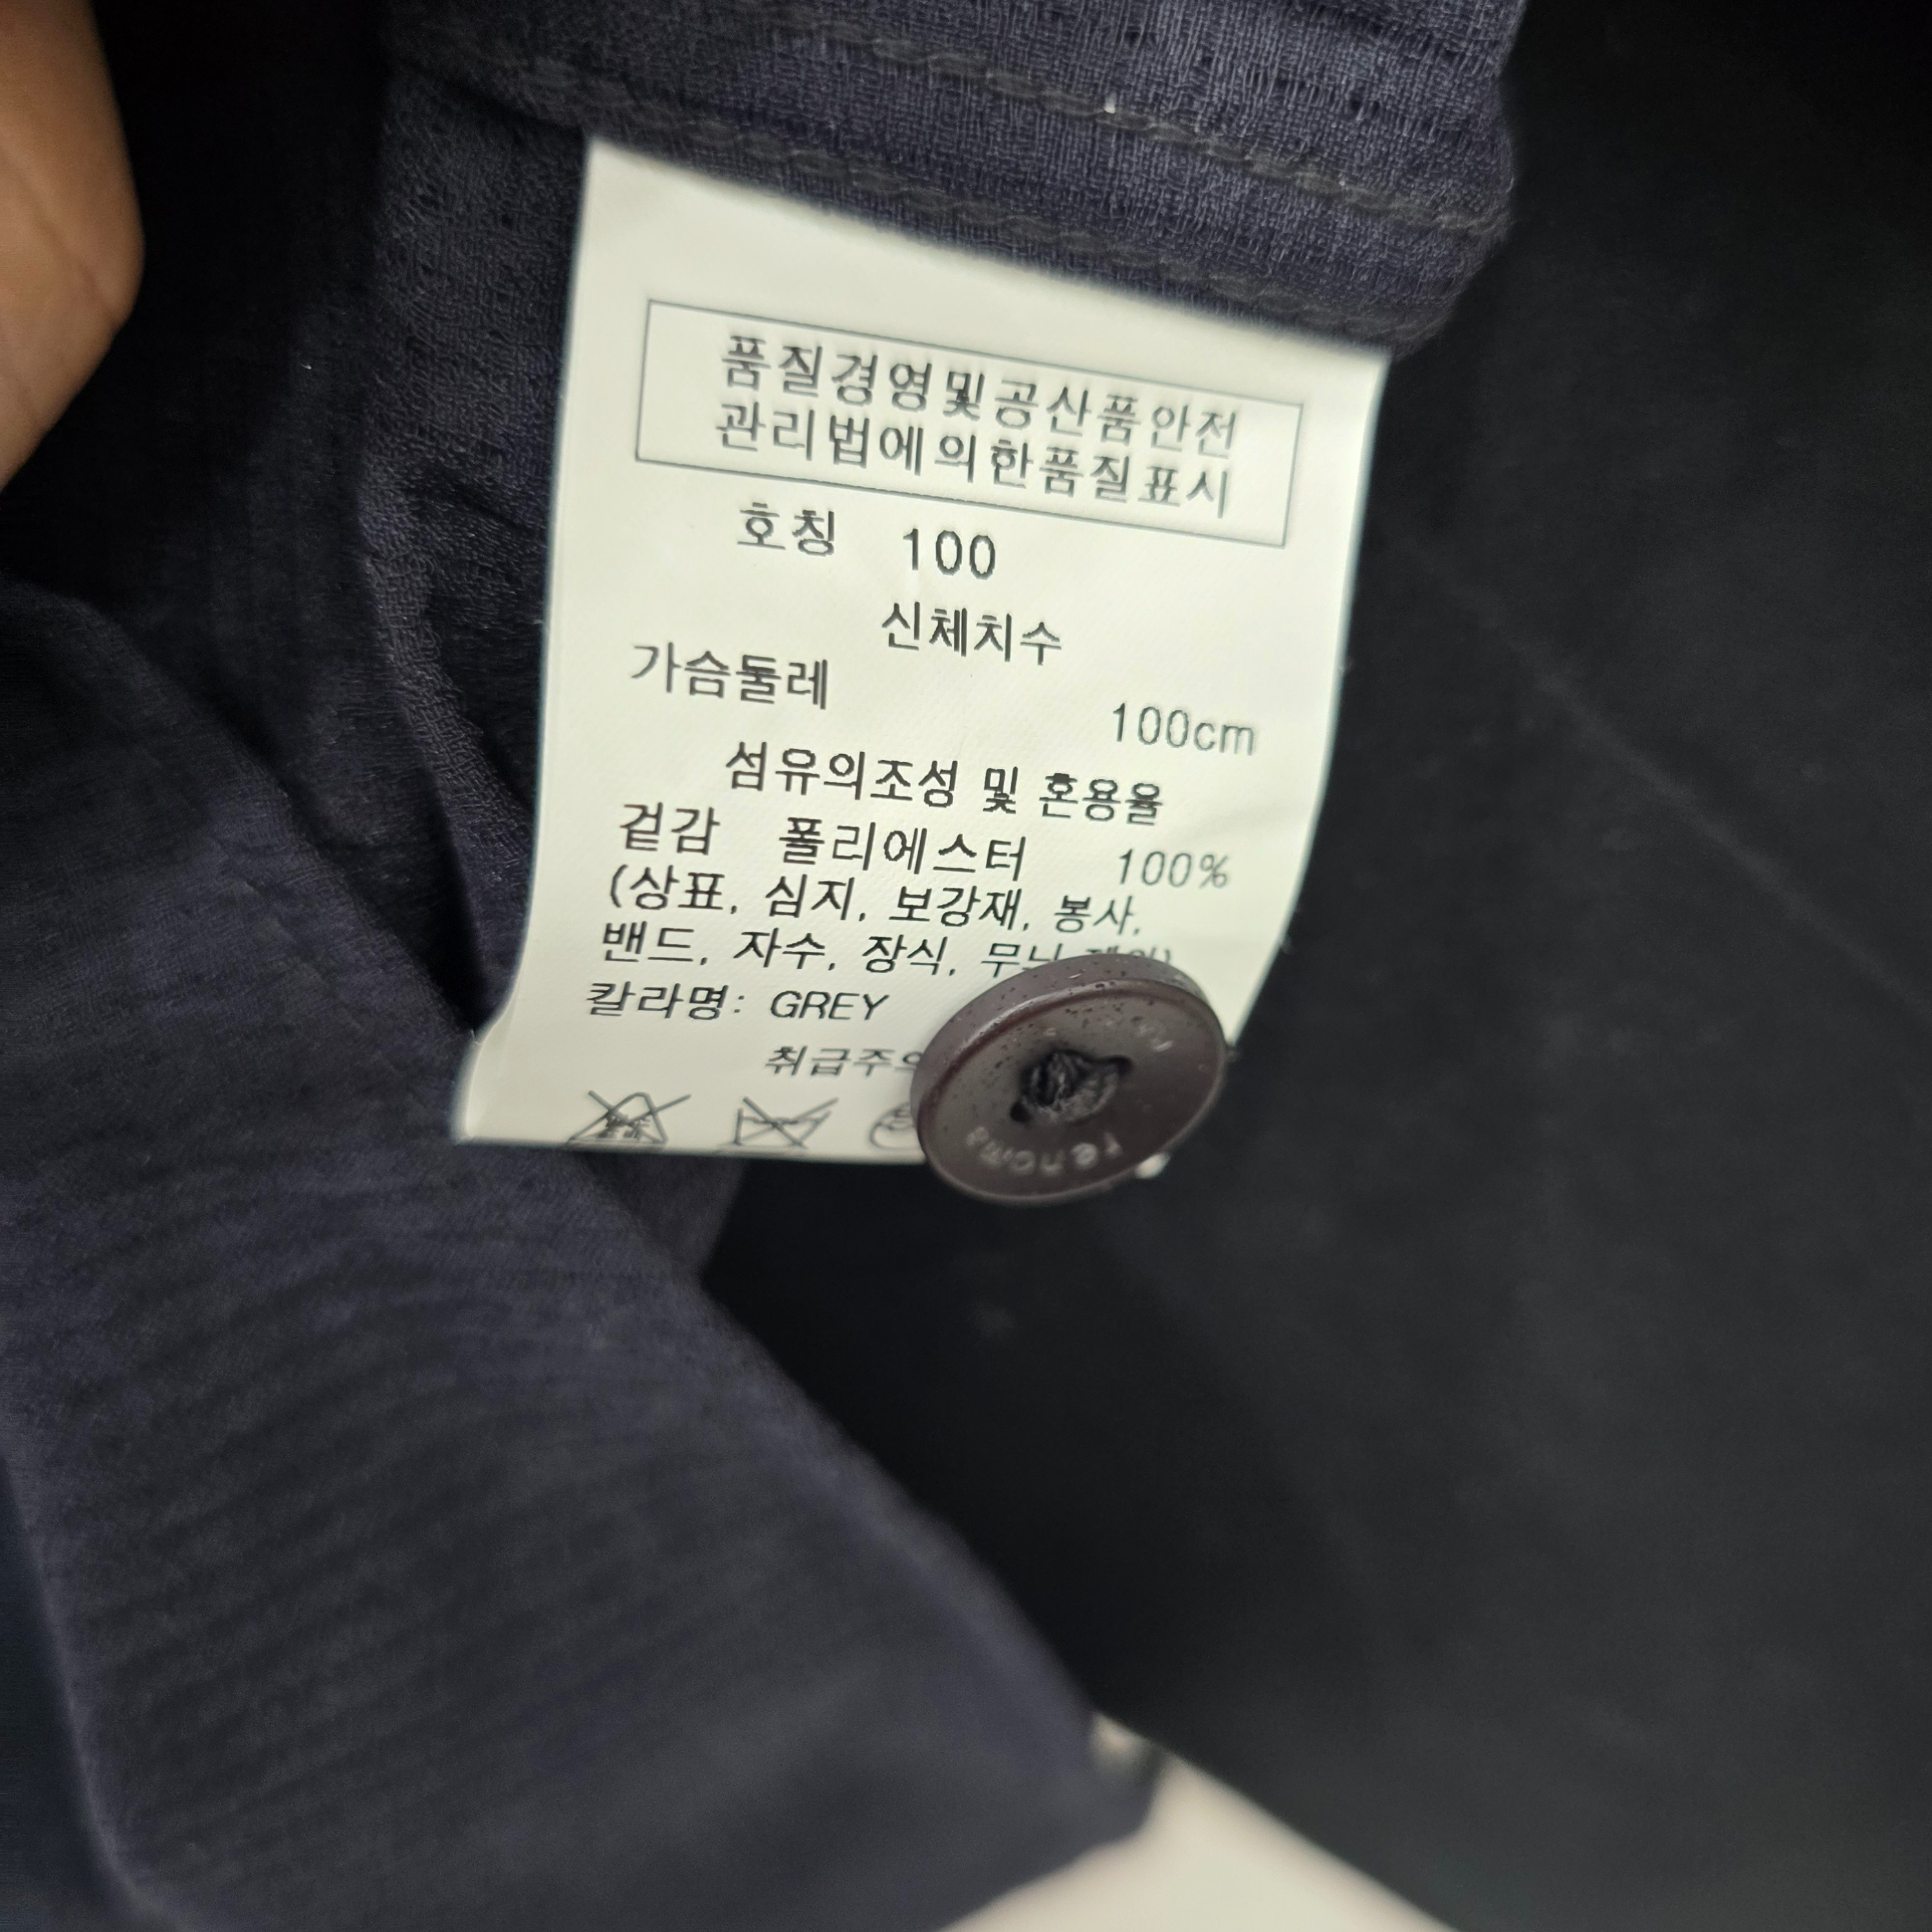 품질경영및공산품안전
관리법에의한품질표시
호칭 100
신체치수
가슴둘레
100cm
섬유의조성 및 혼용율
겉감 폴리에스터 100%
(상표, 심지, 보강재, 봉사,
밴드, 자수, 장식,
칼라명: GREY
renoma